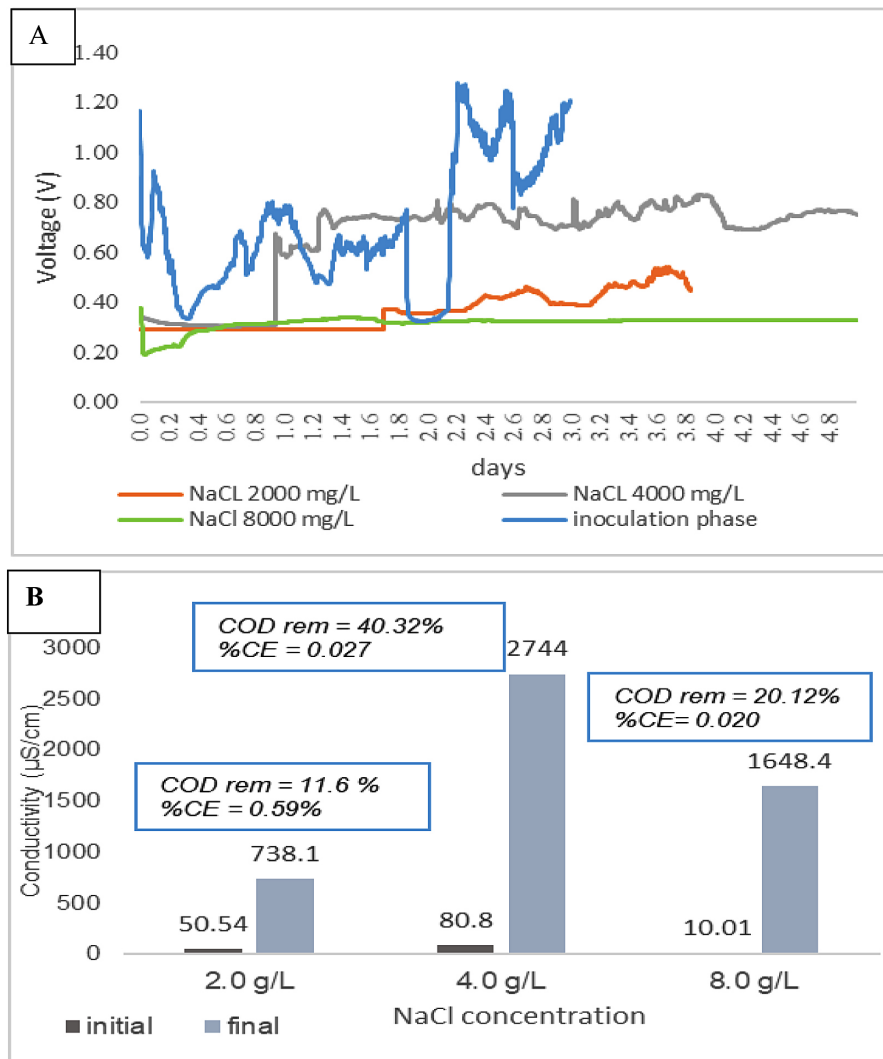 A
1.40
1.20
1.00
0.80
0.60
0.40
0.20
0.00
Voltage (V)
0.0 0.2 0.4 0.6 0.8 1.0 1.2 1.4 1.6 1.8 2.0 2.2 2.4 2.6 2.8 3.0 3.2 3.4 3.6 3.8 4.0 4.2 4.4 4.6 4.8
days
NaCL 2000 mg/L NaCL 4000 mg/L
NaCl 8000 mg/L inoculation phase
B
COD rem = 40.32%
%CE = 0.027
COD rem = 20.12%
%CE= 0.020
COD rem = 11.6 %
%CE = 0.59%
3000
2500
2000
1500
1000
500
0
Conductivity (µS/cm)
50.54 738.1 80.8 2744 10.01 1648.4
2.0 g/L 4.0 g/L 8.0 g/L
NaCl concentration
initial final